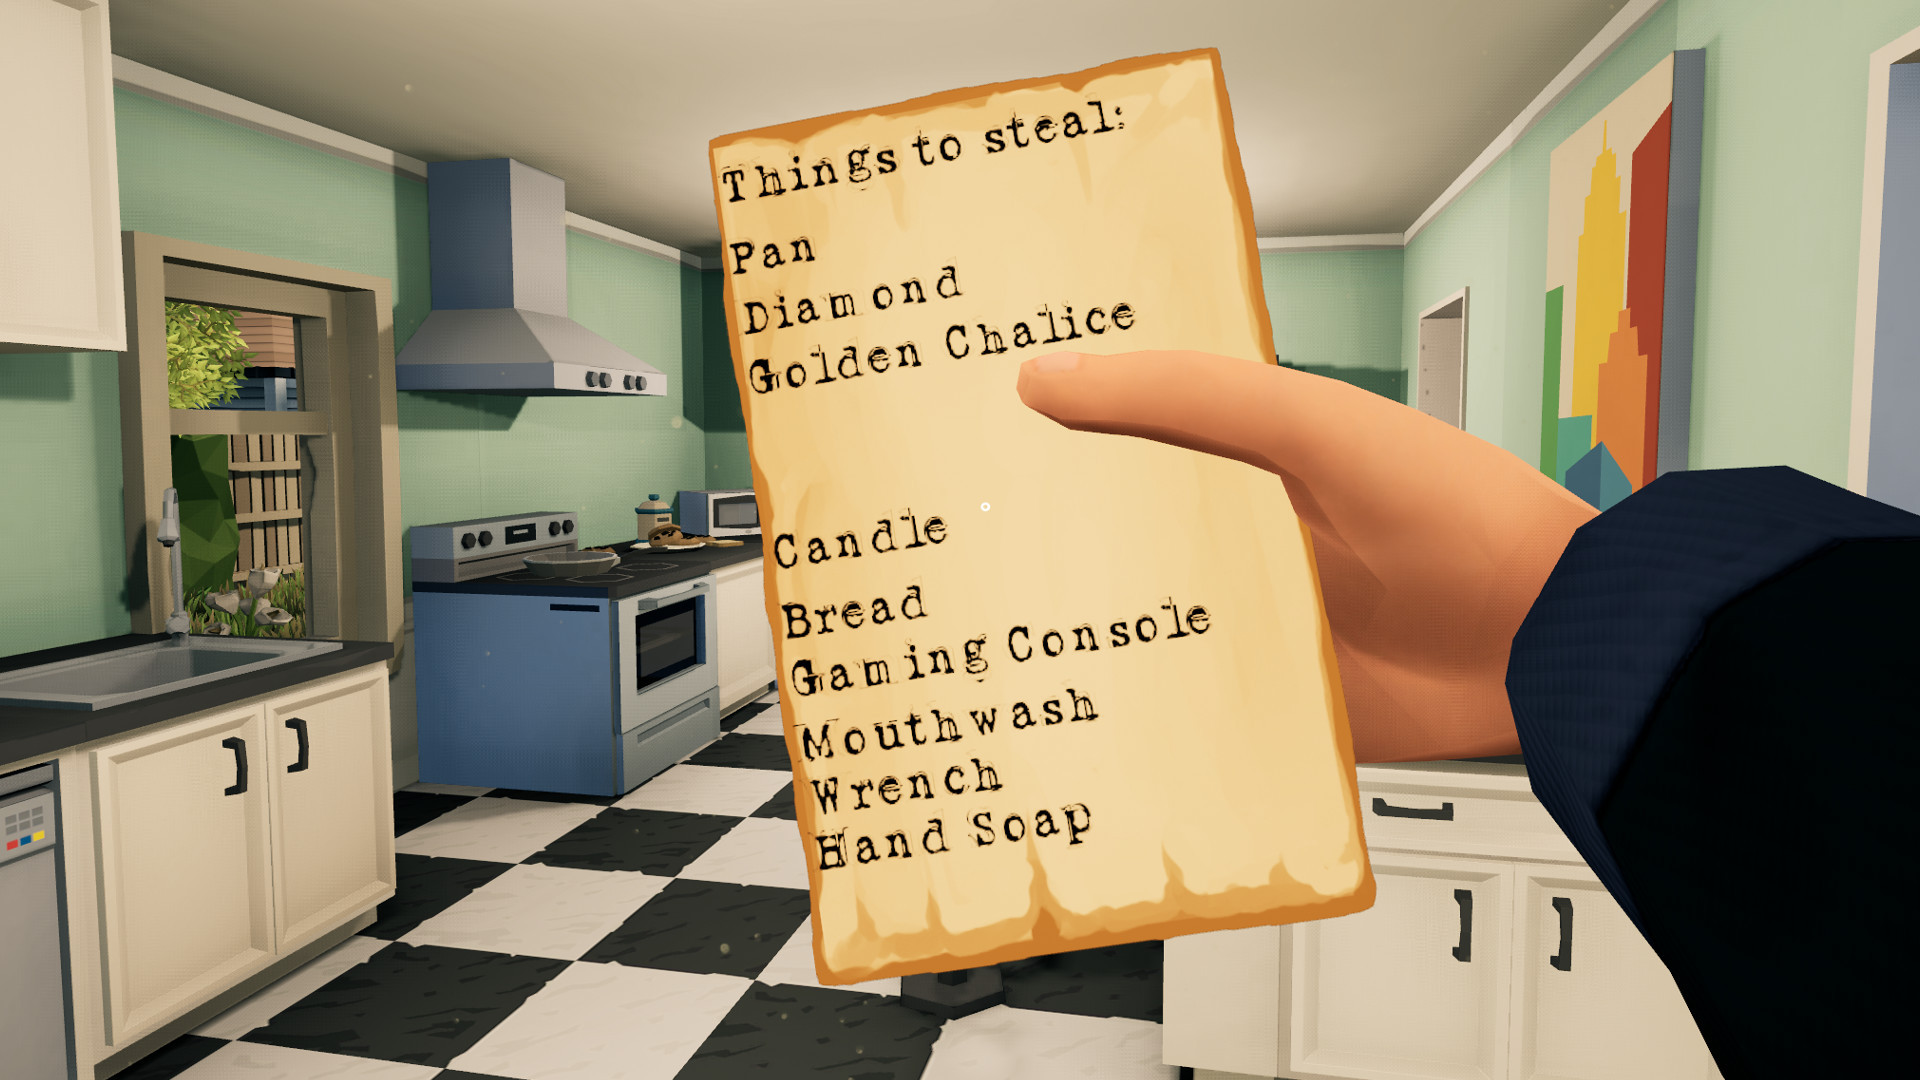 Things to steal:
Pan
Diamond
Golden Chalice
Candle
Bread
Gaming Console
Mouthwash
Wrench
Hand Soap